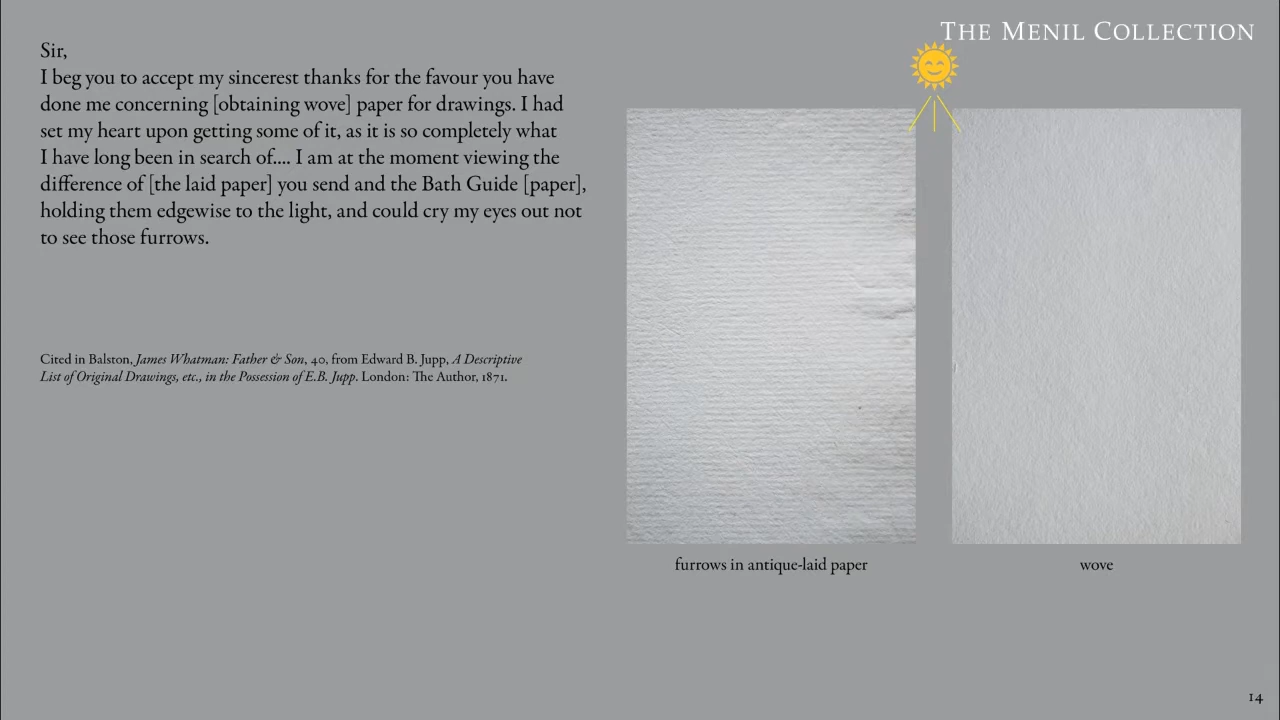 THE MENIL COLLECTION
Sir,
I beg you to accept my sincerest thanks for the favour you have
done me concerning [obtaining wove] paper for drawings. I had
set my heart upon getting some of it, as it is so completely what
I have long been in search of.... I am at the moment viewing the
difference of [the laid paper] you send and the Bath Guide [paper],
holding them edgewise to the light, and could cry my eyes out not
to see those furrows.
Cited in Balston, James Whatman: Father & Son, 40, from Edward B. Jupp, A Descriptive
List of Original Drawings, etc., in the Possession of E.B. Jupp. London: The Author, 1871.
furrows in antique-laid paper
wove
14